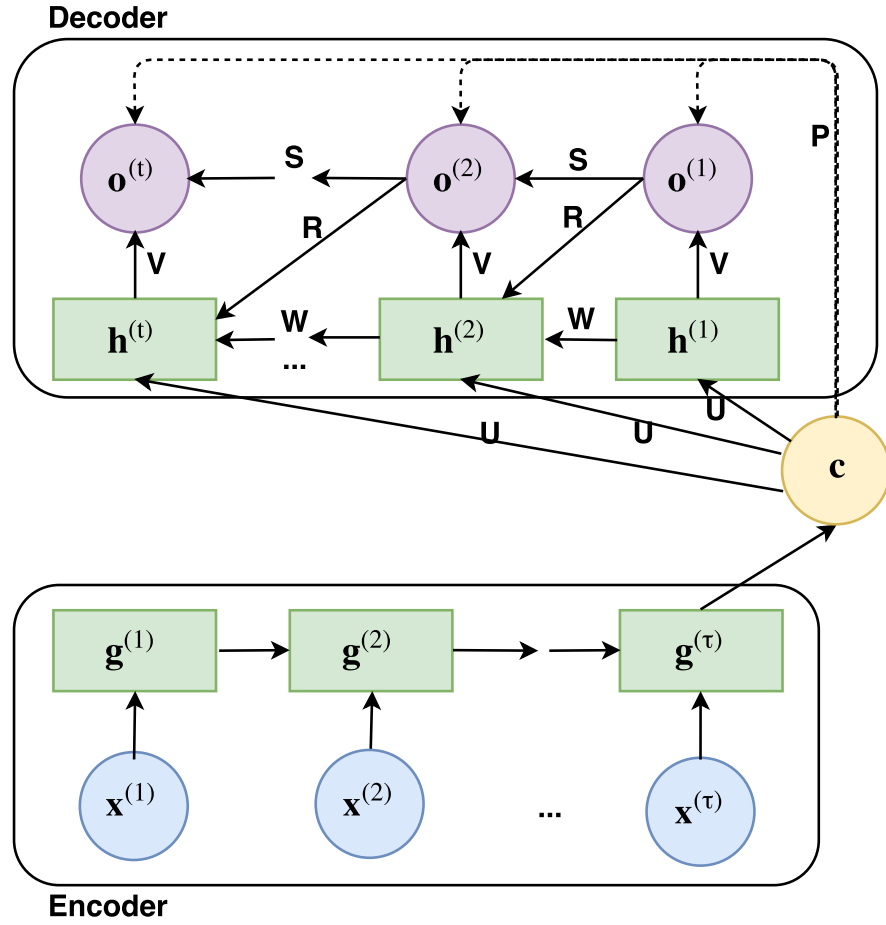 Decoder
P
o(t) S o(2) S o(1)
R R
V V V
h(t) W h(2) W h(1)
...
U U U
c
g(1) g(2) g(τ)
x(1) x(2) ... x(τ)
Encoder